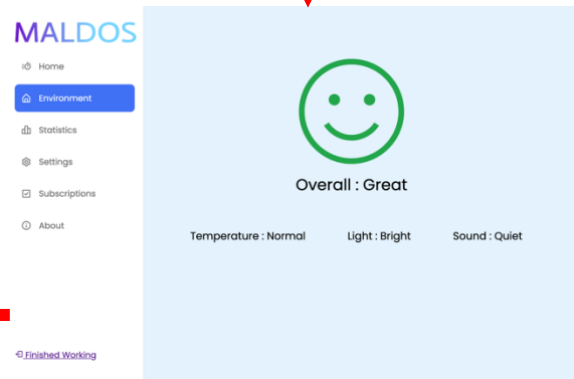 MALDOS
Home
Environment
Statistics
Settings
Subscriptions
About
Finished Working
Overall : Great
Temperature : Normal Light : Bright Sound : Quiet